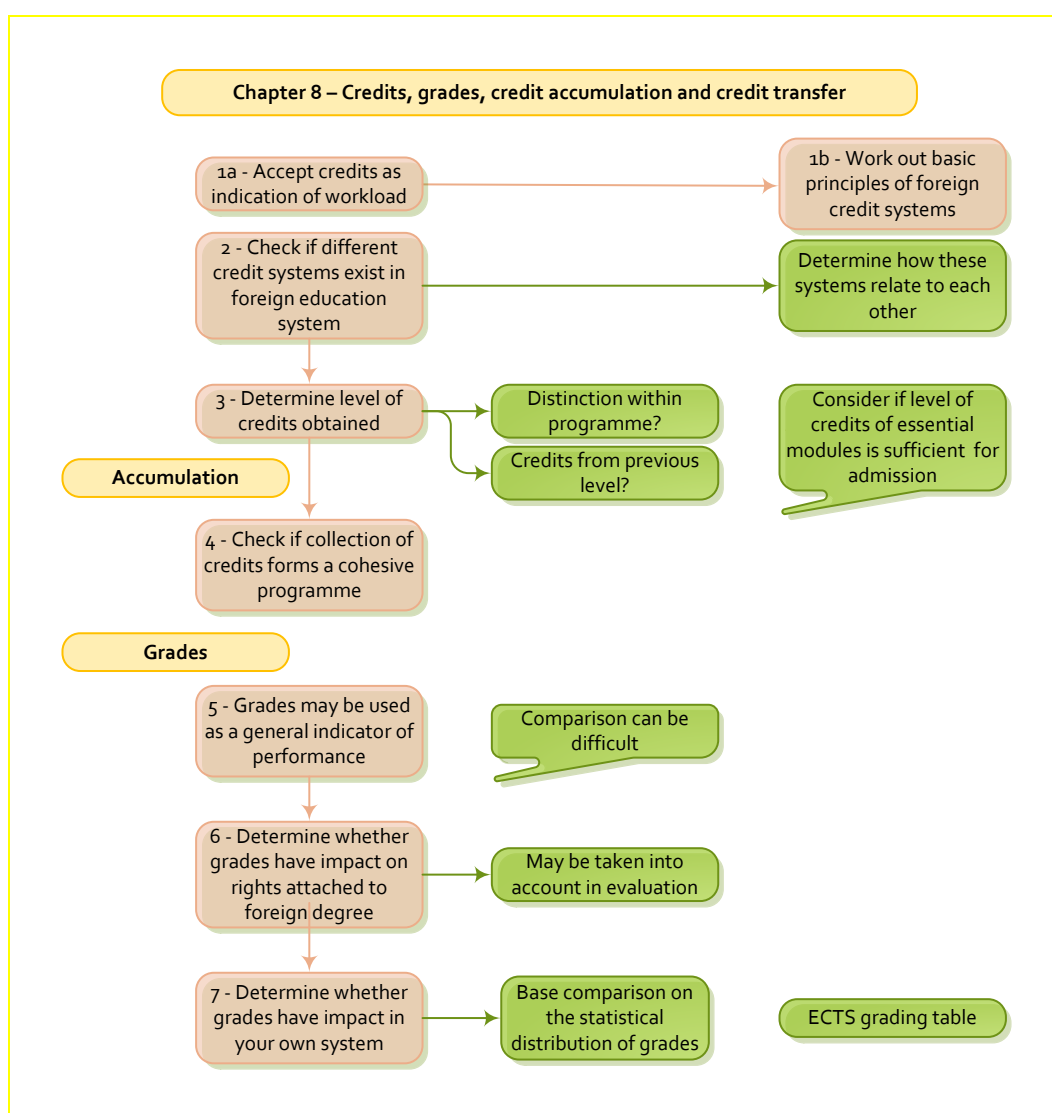 Chapter 8 – Credits, grades, credit accumulation and credit transfer
1a - Accept credits as
indication of workload
1b - Work out basic
principles of foreign
credit systems
2 - Check if different
credit systems exist in
foreign education
system
Determine how these
systems relate to each
other
3 - Determine level of
credits obtained
Distinction within
programme?
Credits from previous
level?
Consider if level of
credits of essential
modules is sufficient for
admission
Accumulation
4 - Check if collection of
credits forms a cohesive
programme
Grades
5 - Grades may be used
as a general indicator of
performance
Comparison can be
difficult
6 - Determine whether
grades have impact on
rights attached to
foreign degree
May be taken into
account in evaluation
7 - Determine whether
grades have impact in
your own system
Base comparison on
the statistical
distribution of grades
ECTS grading table